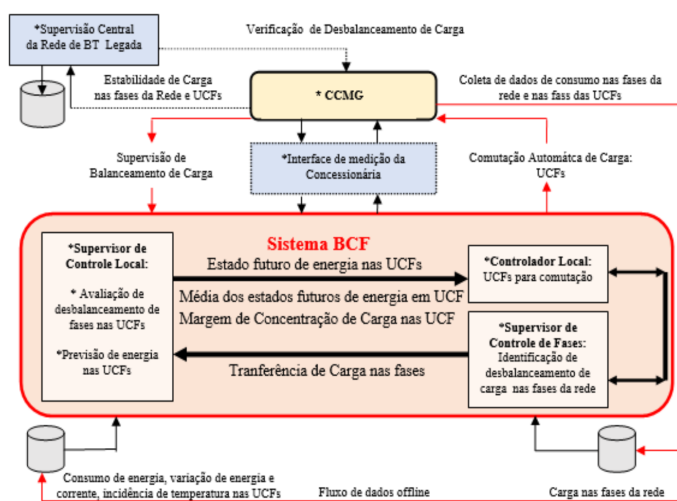 *Supervisão Central
da Rede de BT Legada
Verificação de Desbalanceamento de Carga
Estabilidade de Carga
nas fases da Rede e UCFs
* CCMG
Coleta de dados de consumo nas fases da
rede e nas fass das UCFs
Supervisão de
Balanceamento de Carga
*Interface de medição da
Concessionária
Comutação Automátca de Carga:
UCFs
Sistema BCF
*Supervisor de
Controle Local:
* Avaliação de
desbalanceamento de
fases nas UCFs
*Previsão de energia
nas UCFs
Estado futuro de energia nas UCFs
Média dos estados futuros de energia em UCF
Margem de Concentração de Carga nas UCF
Tranferência de Carga nas fases
*Controlador Local:
UCFs para comutação
*Supervisor de
Controle de Fases:
Identificação de
desbalanceamento de
carga nas fases da rede
Consumo de energia, variação de energia e
corrente, incidência de temperatura nas UCFs
Fluxo de dados offline
Carga nas fases da rede